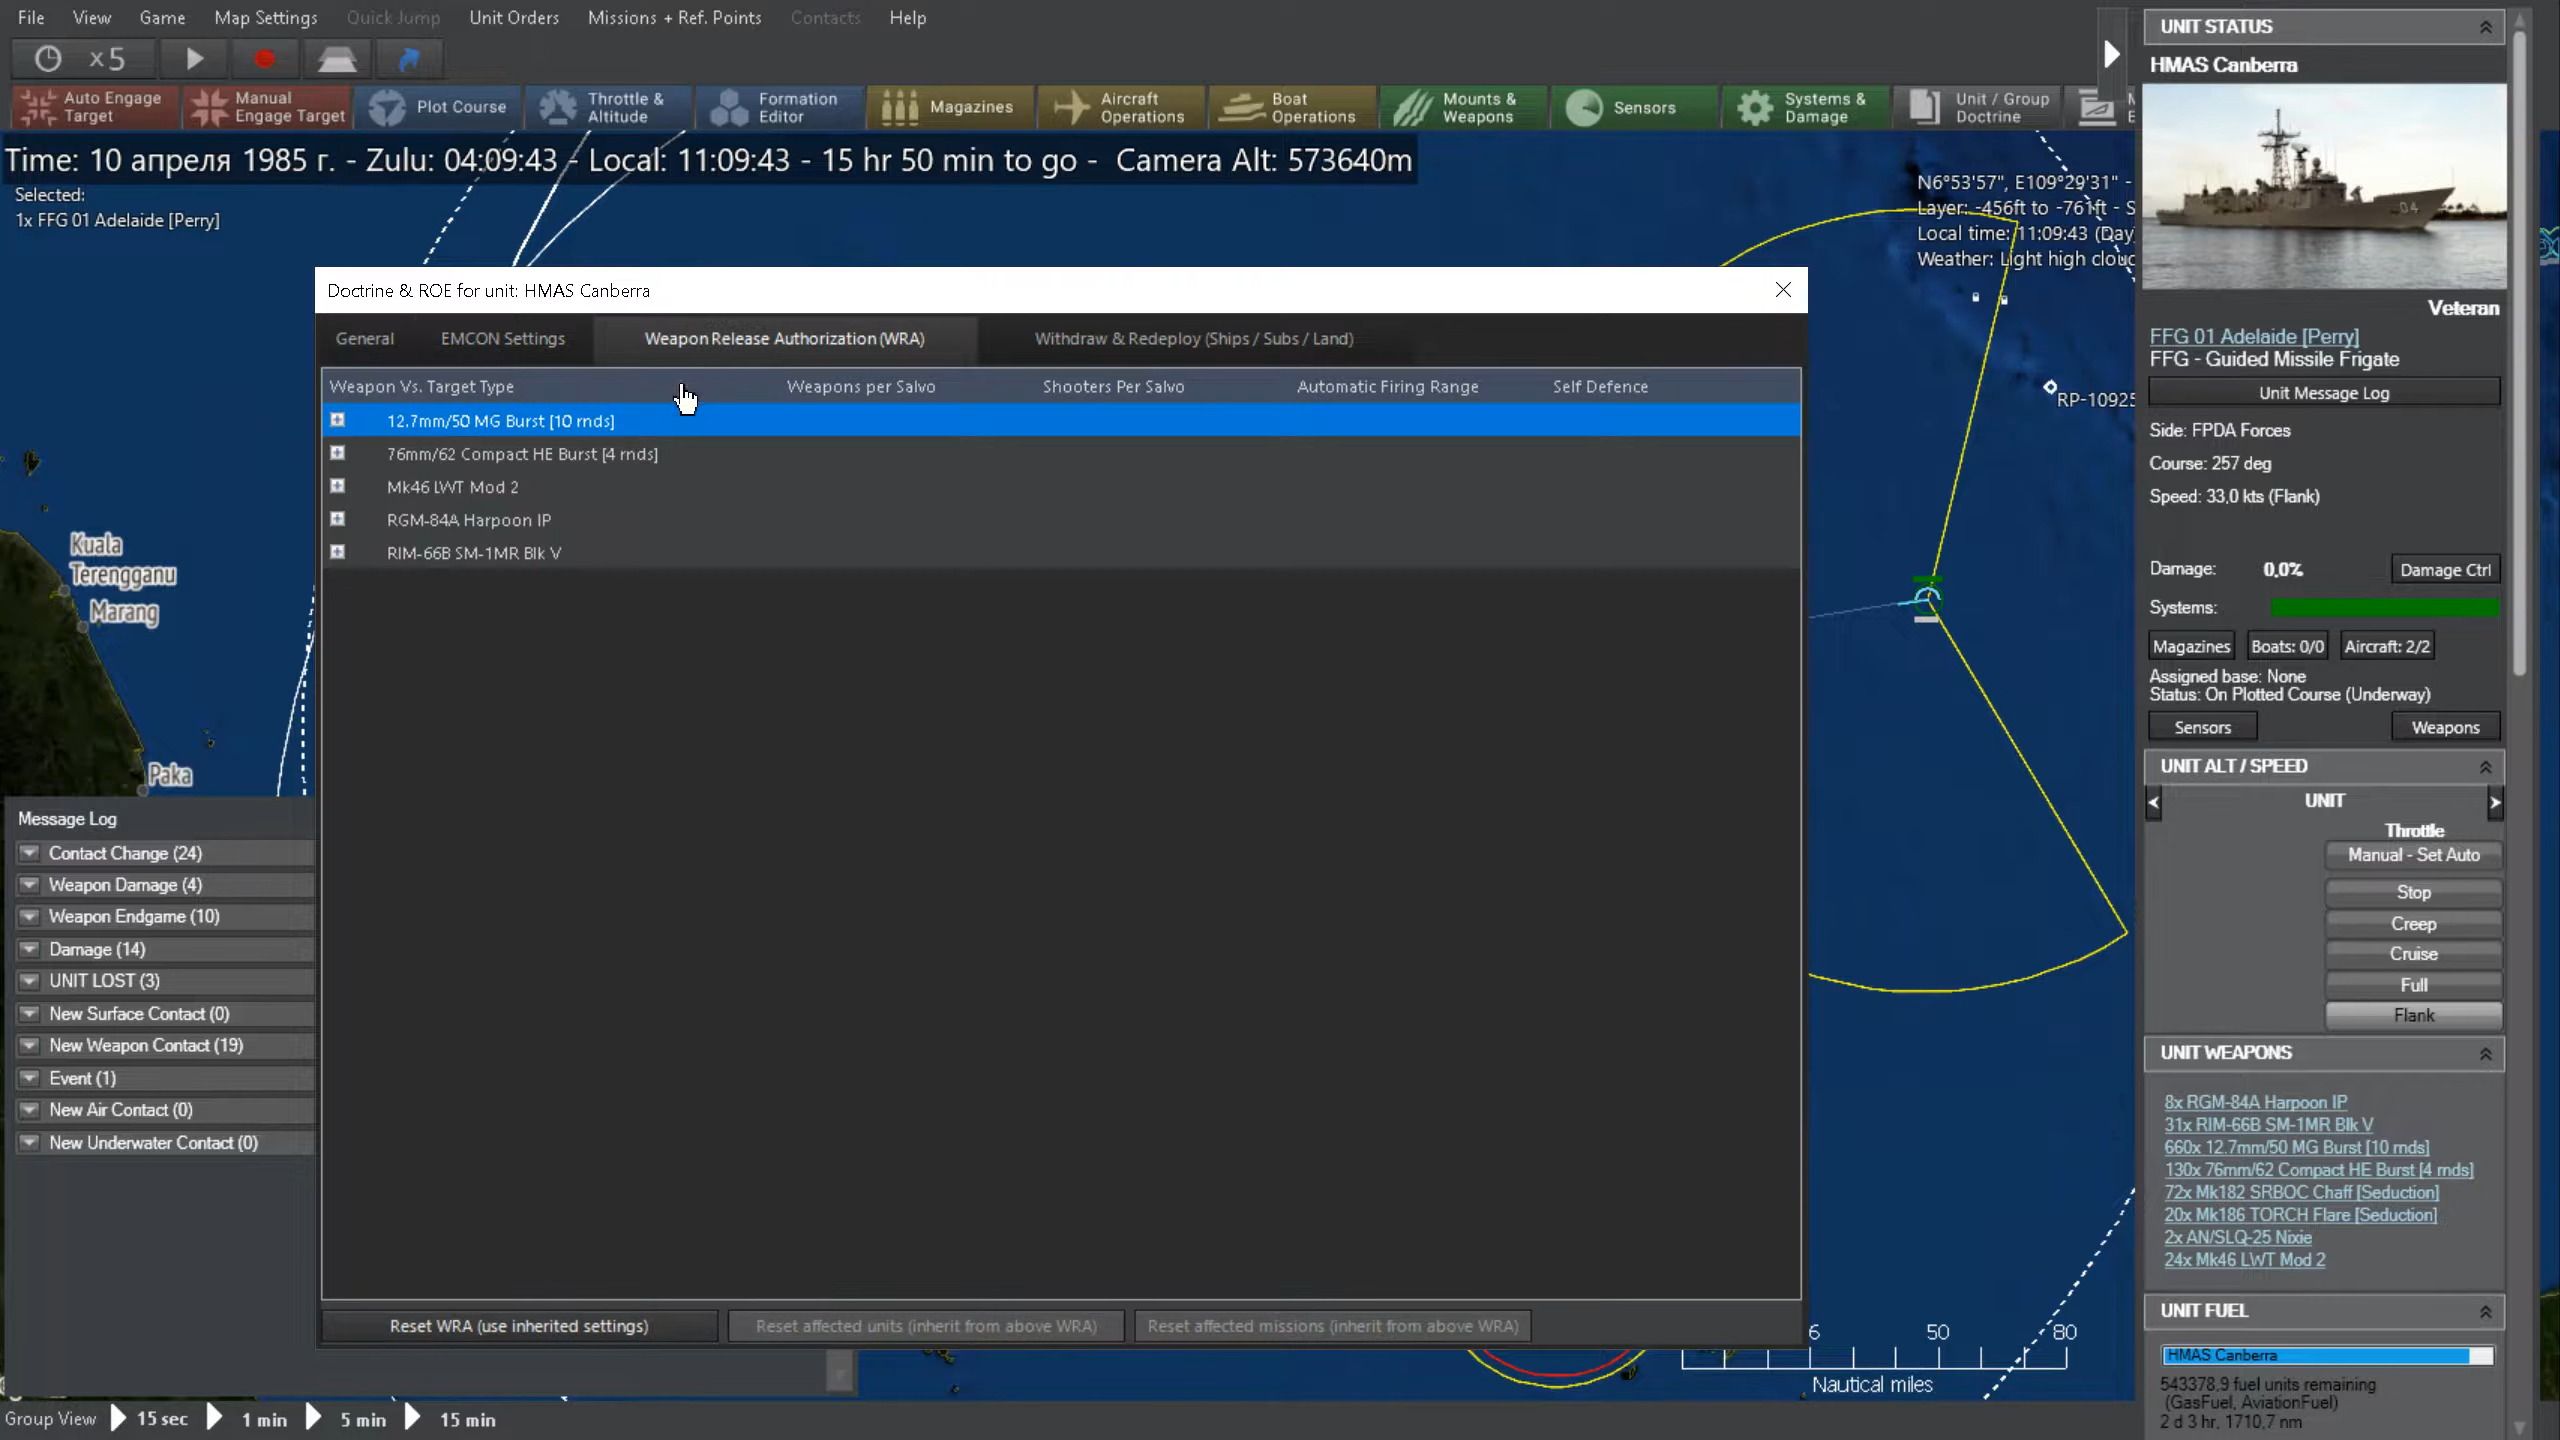 File View Game Map Settings Quick Jump Unit Orders Missions + Ref. Points Contacts Help
x 5
Auto Engage Target
Manual Engage Target
Plot Course
Throttle & Altitude
Formation Editor
Magazines
Aircraft Operations
Boat Operations
Mounts & Weapons
Sensors
Systems & Damage
Unit / Group Doctrine
Time: 10 апреля 1985 г. - Zulu: 04:09:43 - Local: 11:09:43 - 15 hr 50 min to go - Camera Alt: 573640m
Selected:
1x FFG 01 Adelaide [Perry]
N6°53'57", E109°29'31" -
Layer: -456ft to -761ft - S
Local time: 11:09:43 (Day)
Weather: Light high clou
RP-10925
Kuala
Terengganu
Marang
Paka
Doctrine & ROE for unit: HMAS Canberra
General EMCON Settings Weapon Release Authorization (WRA) Withdraw & Redeploy (Ships / Subs / Land)
Weapon Vs. Target Type Weapons per Salvo Shooters Per Salvo Automatic Firing Range Self Defence
12.7mm/50 MG Burst [10 rnds]
76mm/62 Compact HE Burst [4 rnds]
Mk46 LWT Mod 2
RGM-84A Harpoon IP
RIM-66B SM-1MR Blk V
Reset WRA (use inherited settings) Reset affected units (inherit from above WRA) Reset affected missions (inherit from above WRA)
Message Log
Contact Change (24)
Weapon Damage (4)
Weapon Endgame (10)
Damage (14)
UNIT LOST (3)
New Surface Contact (0)
New Weapon Contact (19)
Event (1)
New Air Contact (0)
New Underwater Contact (0)
6 50 80
Nautical miles
Group View 15 sec 1 min 5 min 15 min
UNIT STATUS
HMAS Canberra
04
Veteran
FFG 01 Adelaide [Perry]
FFG - Guided Missile Frigate
Unit Message Log
Side: FPDA Forces
Course: 257 deg
Speed: 33,0 kts (Flank)
Damage: 0,0% Damage Ctrl
Systems:
Magazines Boats: 0/0 Aircraft: 2/2
Assigned base: None
Status: On Plotted Course (Underway)
Sensors Weapons
UNIT ALT / SPEED
< UNIT >
Throttle
Manual - Set Auto
Stop
Creep
Cruise
Full
Flank
UNIT WEAPONS
8x RGM-84A Harpoon IP
31x RIM-66B SM-1MR Blk V
660x 12.7mm/50 MG Burst [10 rnds]
130x 76mm/62 Compact HE Burst [4 rnds]
72x Mk182 SRBOC Chaff [Seduction]
20x Mk186 TORCH Flare [Seduction]
2x AN/SLQ-25 Nixie
24x Mk46 LWT Mod 2
UNIT FUEL
HMAS Canberra
543378,9 fuel units remaining
(GasFuel, AviationFuel)
2 d 3 hr, 1710,7 nm